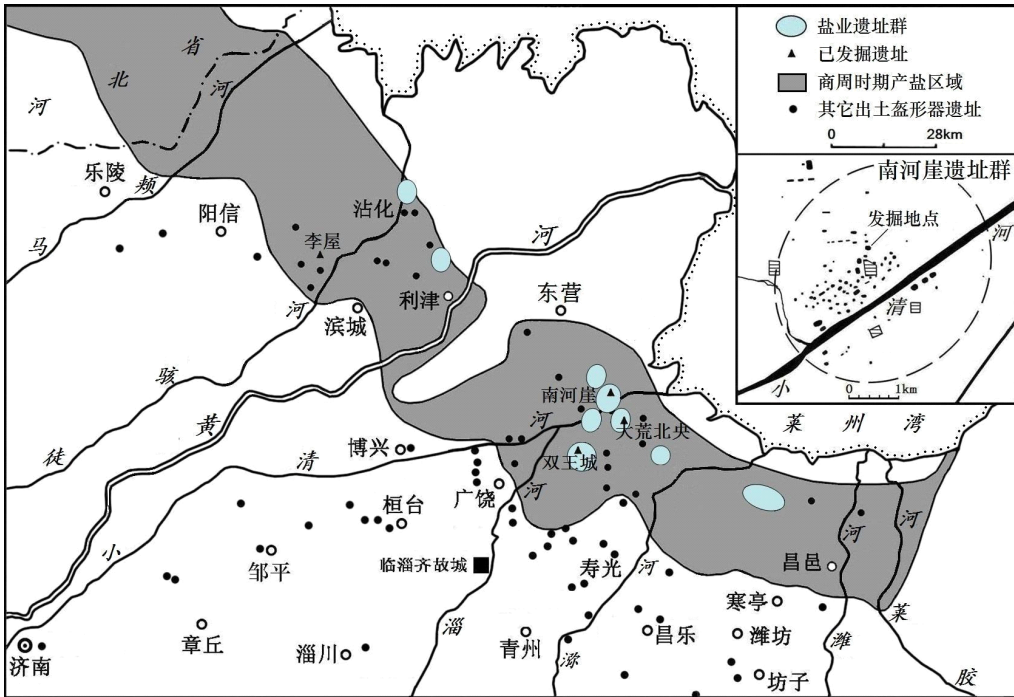 盐业遗址群
已发掘遗址
商周时期产盐区域
其它出土盔形器遗址
0 28km
南河崖遗址群
发掘地点
小清河
0 1km
河北省
乐陵
马颊河
阳信
沾化
李屋
利津
滨城
东营
徒骇河
黄河
南河崖
大荒北央
双王城
莱州湾
博兴
小清河
广饶
桓台
邹平
临淄齐故城
寿光
昌邑
寒亭
潍坊
章丘
淄川
青州
昌乐
坊子
济南
淄河
㳽河
潍河
胶莱河